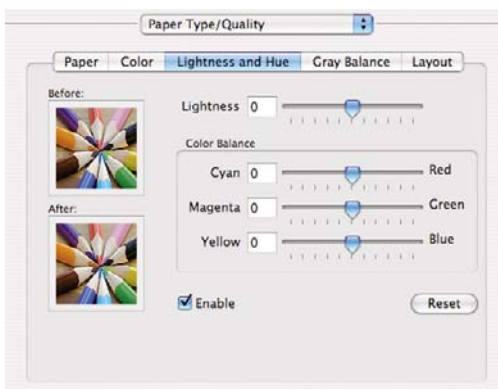 Paper Type/Quality
Paper Color Lightness and Hue Gray Balance Layout
Before:
Lightness 0
Color Balance
Cyan 0 Red
After:
Magenta 0 Green
Yellow 0 Blue
Enable
Reset